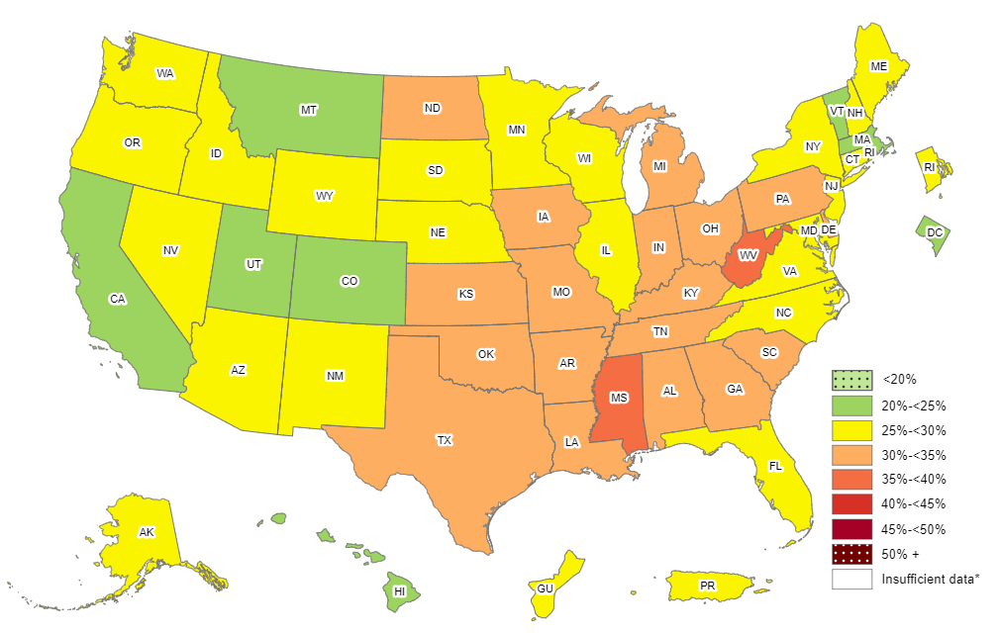 WA
MT
ND
MN
ME
VT
NH
OR
ID
WY
SD
WI
MI
NY
MA
CT
RI
RI
NV
UT
CO
NE
IA
IL
IN
OH
PA
NJ
MD
DE
DC
CA
KS
MO
KY
WV
VA
AZ
NM
OK
AR
TN
NC
SC
TX
LA
MS
AL
GA
FL
AK
HI
GU
PR
<20%
20%-<25%
25%-<30%
30%-<35%
35%-<40%
40%-<45%
45%-<50%
50% +
Insufficient data*